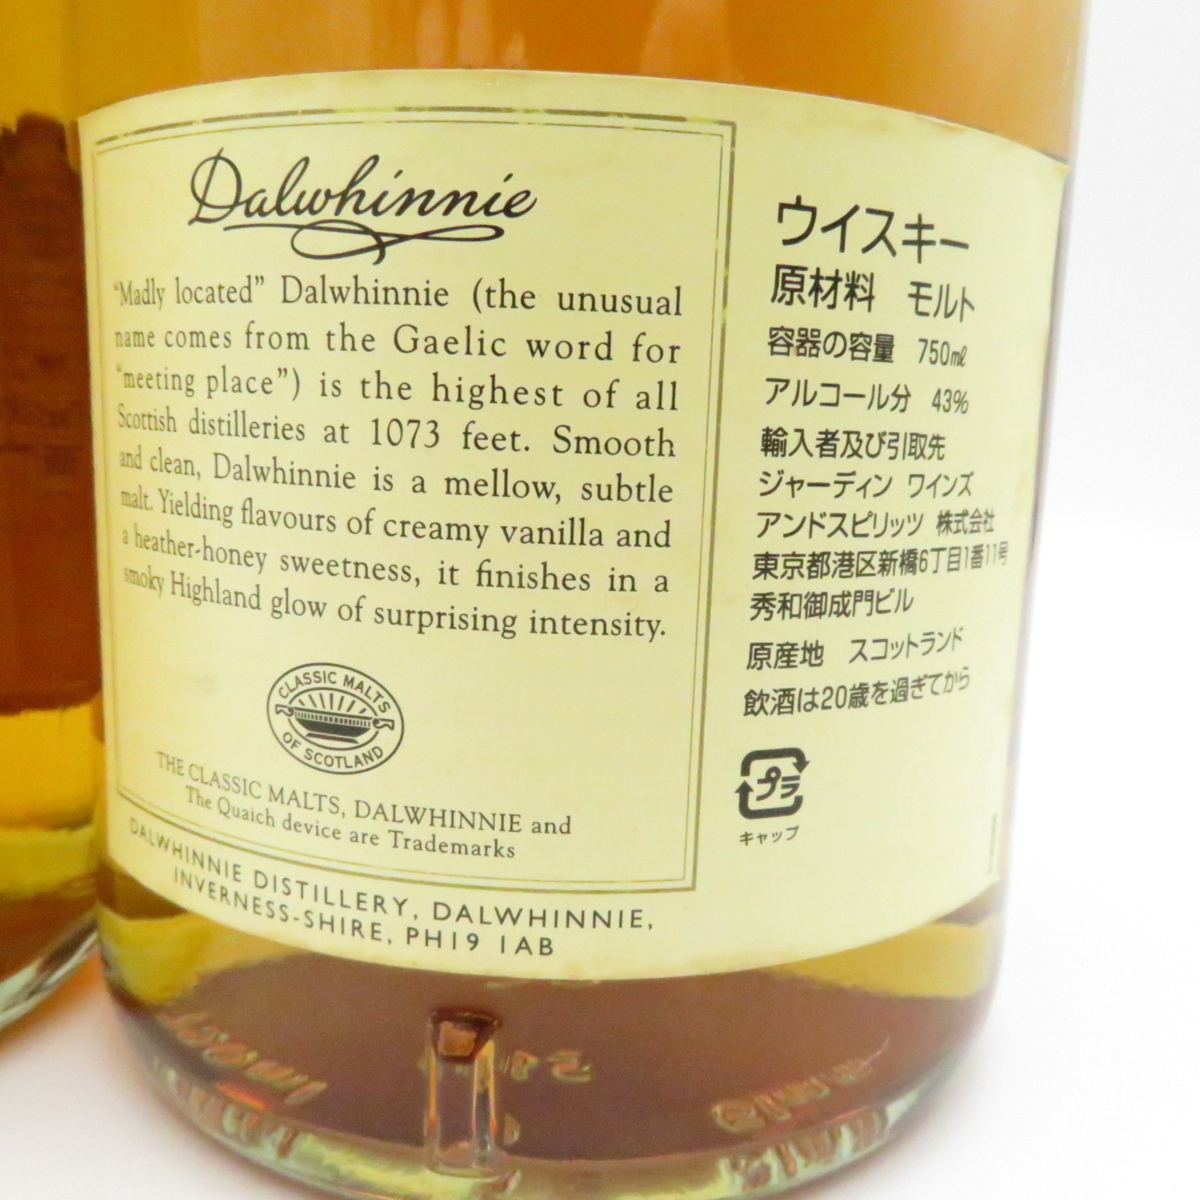 Dalwhinnie
“Madly located” Dalwhinnie (the unusual
name comes from the Gaelic word for
“meeting place”) is the highest of all
Scottish distilleries at 1073 feet. Smooth
and clean, Dalwhinnie is a mellow, subtle
malt. Yielding flavours of creamy vanilla and
a heather-honey sweetness, it finishes in a
smoky Highland glow of surprising intensity.
CLASSIC MALTS
OF SCOTLAND
THE CLASSIC MALTS, DALWHINNIE and
The Quaich device are Trademarks
DALWHINNIE DISTILLERY, DALWHINNIE,
INVERNESS-SHIRE, PH19 1AB
ウイスキー
原材料 モルト
容器の容量 750㎖
アルコール分 43%
輸入者及び引取先
ジャーディン ワインズ
アンドスピリッツ 株式会社
東京都港区新橋6丁目1番11号
秀和御成門ビル
原産地 スコットランド
飲酒は20歳を過ぎてから
プラ
キャップ